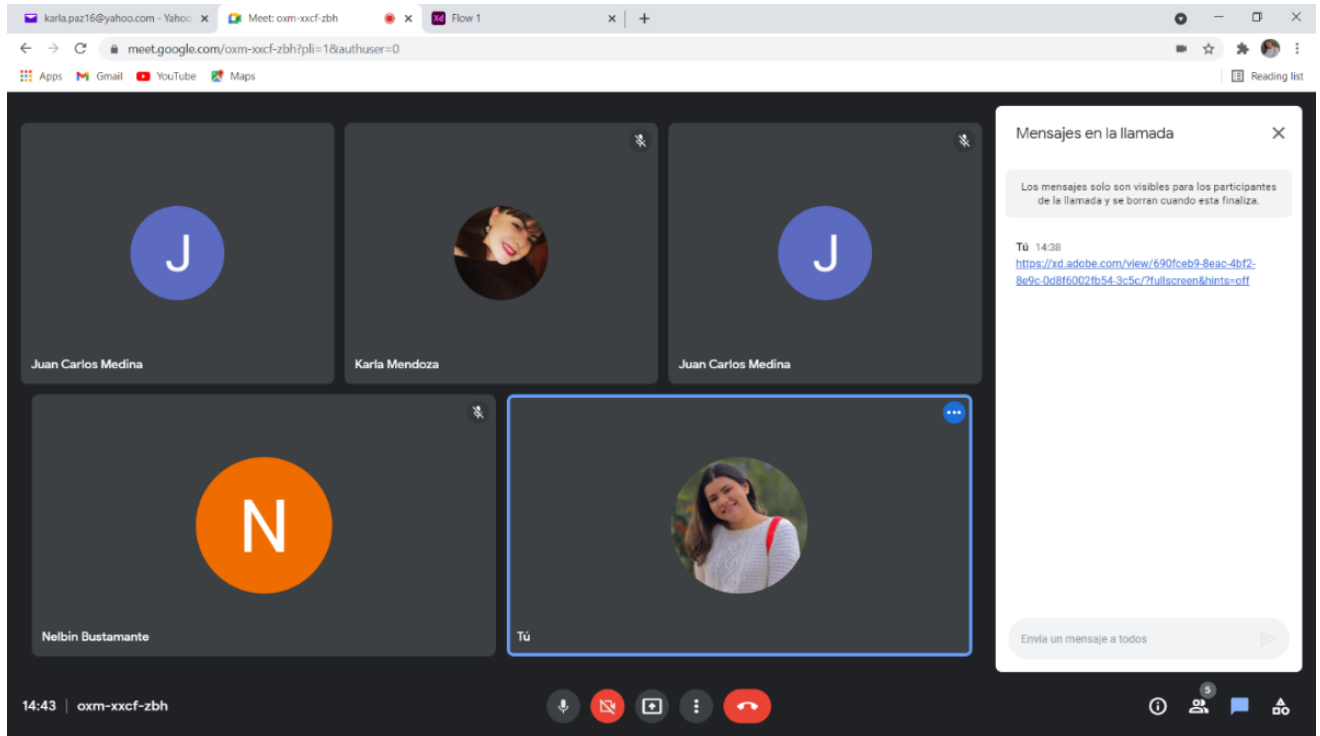 karla.paz16@yahoo.com - Yahoo
Meet: oxm-xxcf-zbh
Xd
Flow 1
meet.google.com/oxm-xxcf-zbh?pli=1&authuser=0
Apps
Gmail
YouTube
Maps
Reading list
J
Juan Carlos Medina
Karla Mendoza
J
Juan Carlos Medina
N
Nelbin Bustamante
Tú
Mensajes en la llamada
Los mensajes solo son visibles para los participantes
de la llamada y se borran cuando esta finaliza.
Tú 14:38
https://xd.adobe.com/view/690fceb9-8eac-4bf2-
8e9c-0d8f6002fb54-3c5c/?fullscreen&hints=off
Envía un mensaje a todos
14:43 | oxm-xxcf-zbh
5